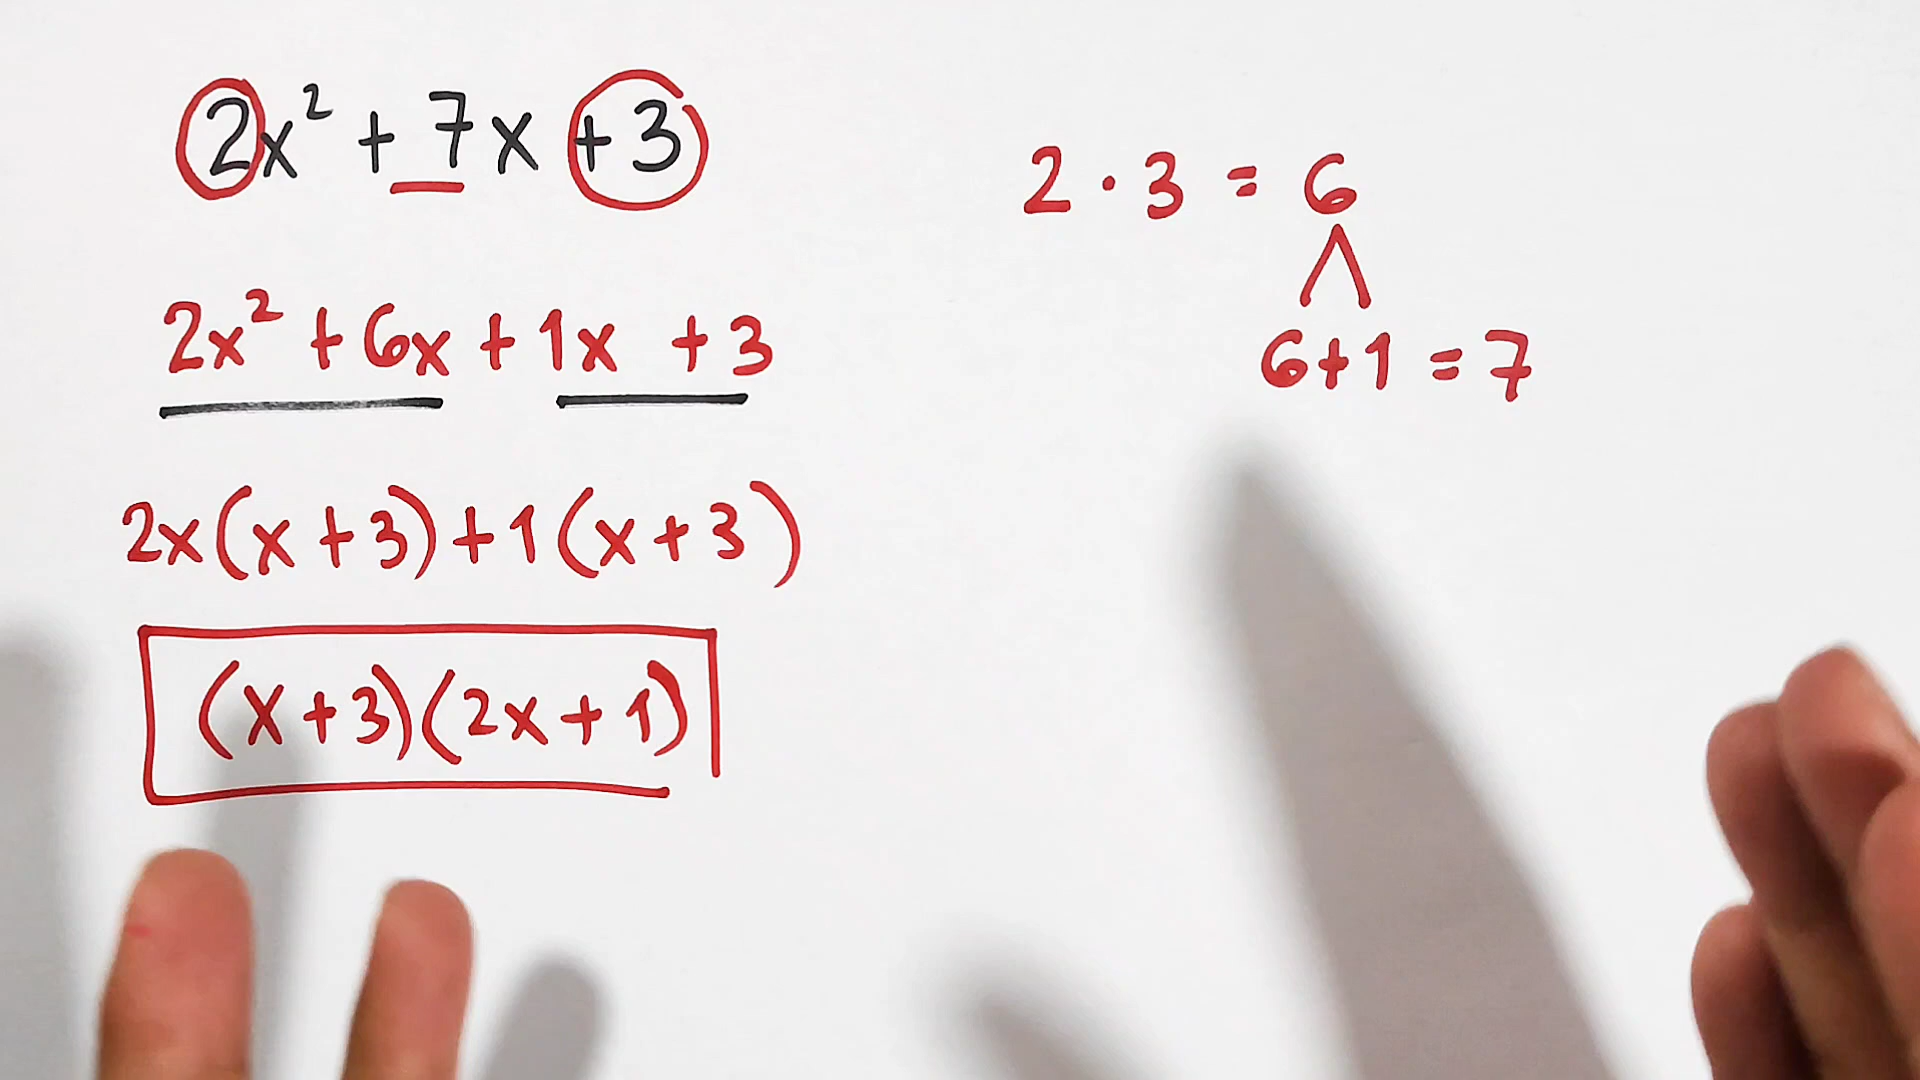 2x² + 7x + 3
2x² + 6x + 1x + 3
2x(x + 3) + 1(x + 3)
(x + 3)(2x + 1)
2 · 3 = 6
6 + 1 = 7